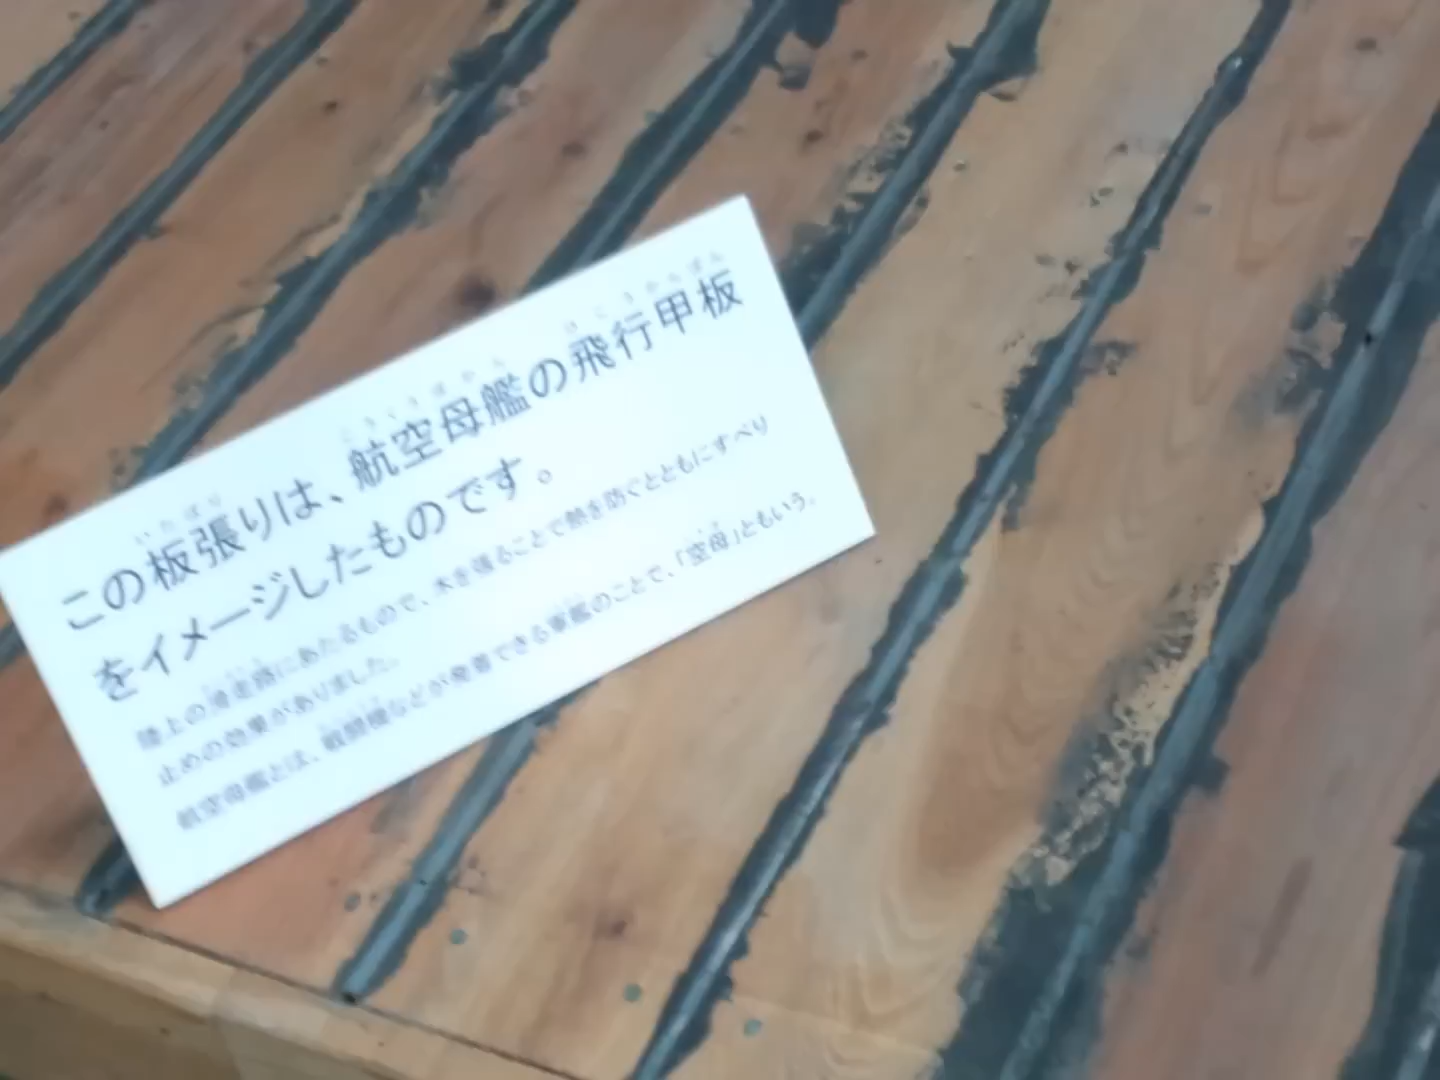 この板張りは、航空母艦の飛行甲板
をイメージしたものです。
陸上の滑走路にあたるもので、木を張ることで熱を防ぐとともにすべり
止めの効果がありました。
航空母艦とは、戦闘機などが発着できる軍艦のことで、「空母」ともいう。